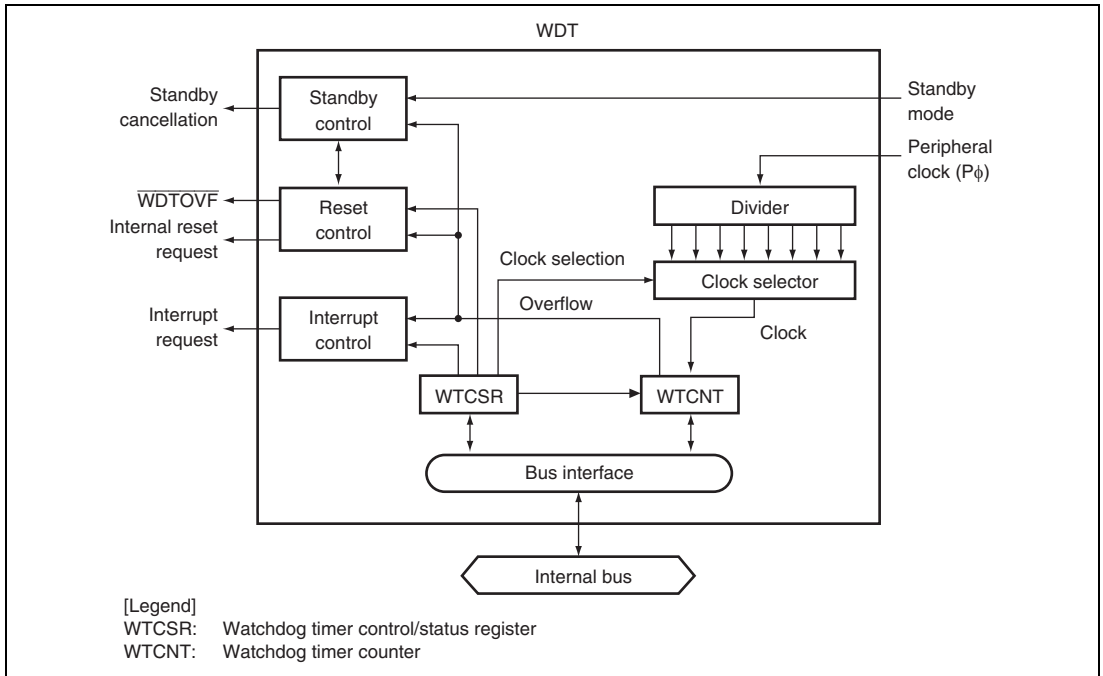 WDT
Standby
cancellation
Standby
control
Standby
mode
Peripheral
clock (Pϕ)
WDTOVF
Internal reset
request
Reset
control
Divider
Clock selection
Clock selector
Interrupt
request
Interrupt
control
Overflow
Clock
WTCSR
WTCNT
Bus interface
Internal bus
[Legend]
WTCSR: Watchdog timer control/status register
WTCNT: Watchdog timer counter